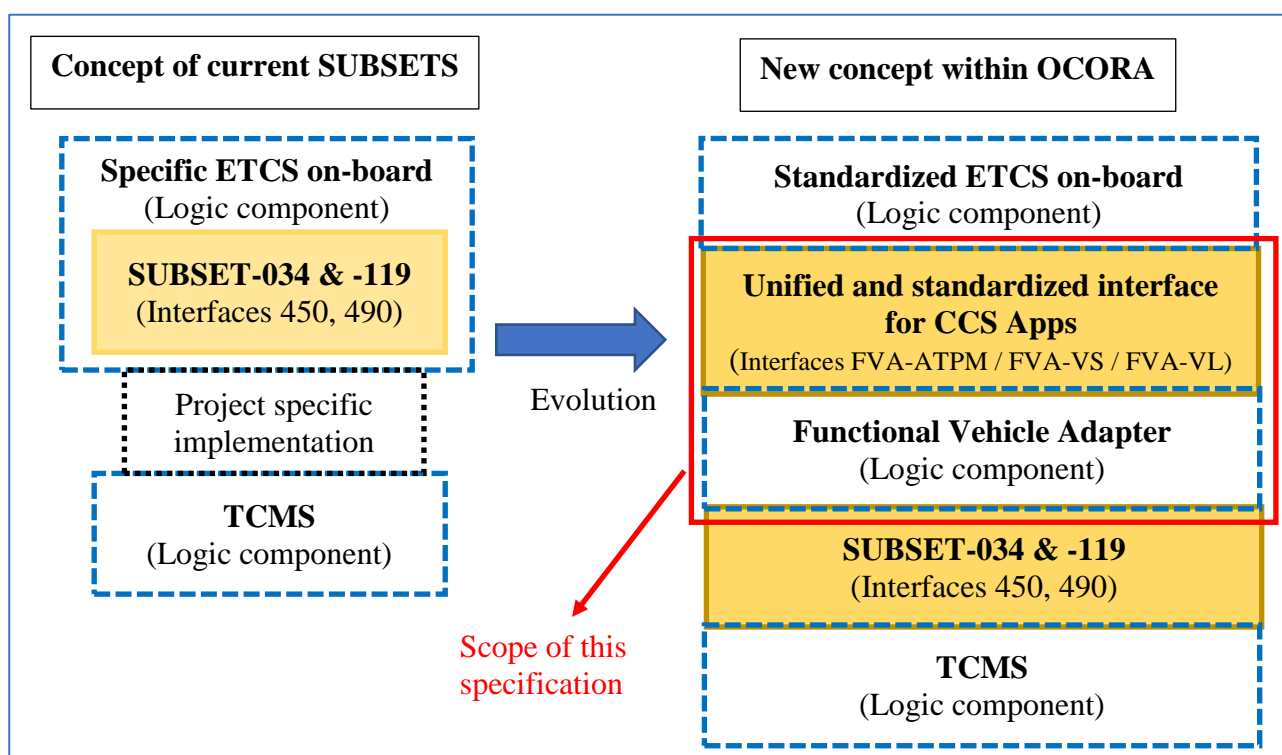 Concept of current SUBSETS
Specific ETCS on-board
(Logic component)
SUBSET-034 & -119
(Interfaces 450, 490)
Project specific
implementation
TCMS
(Logic component)
Evolution
New concept within OCORA
Standardized ETCS on-board
(Logic component)
Unified and standardized interface
for CCS Apps
(Interfaces FVA-ATPM / FVA-VS / FVA-VL)
Functional Vehicle Adapter
(Logic component)
SUBSET-034 & -119
(Interfaces 450, 490)
TCMS
(Logic component)
Scope of this
specification